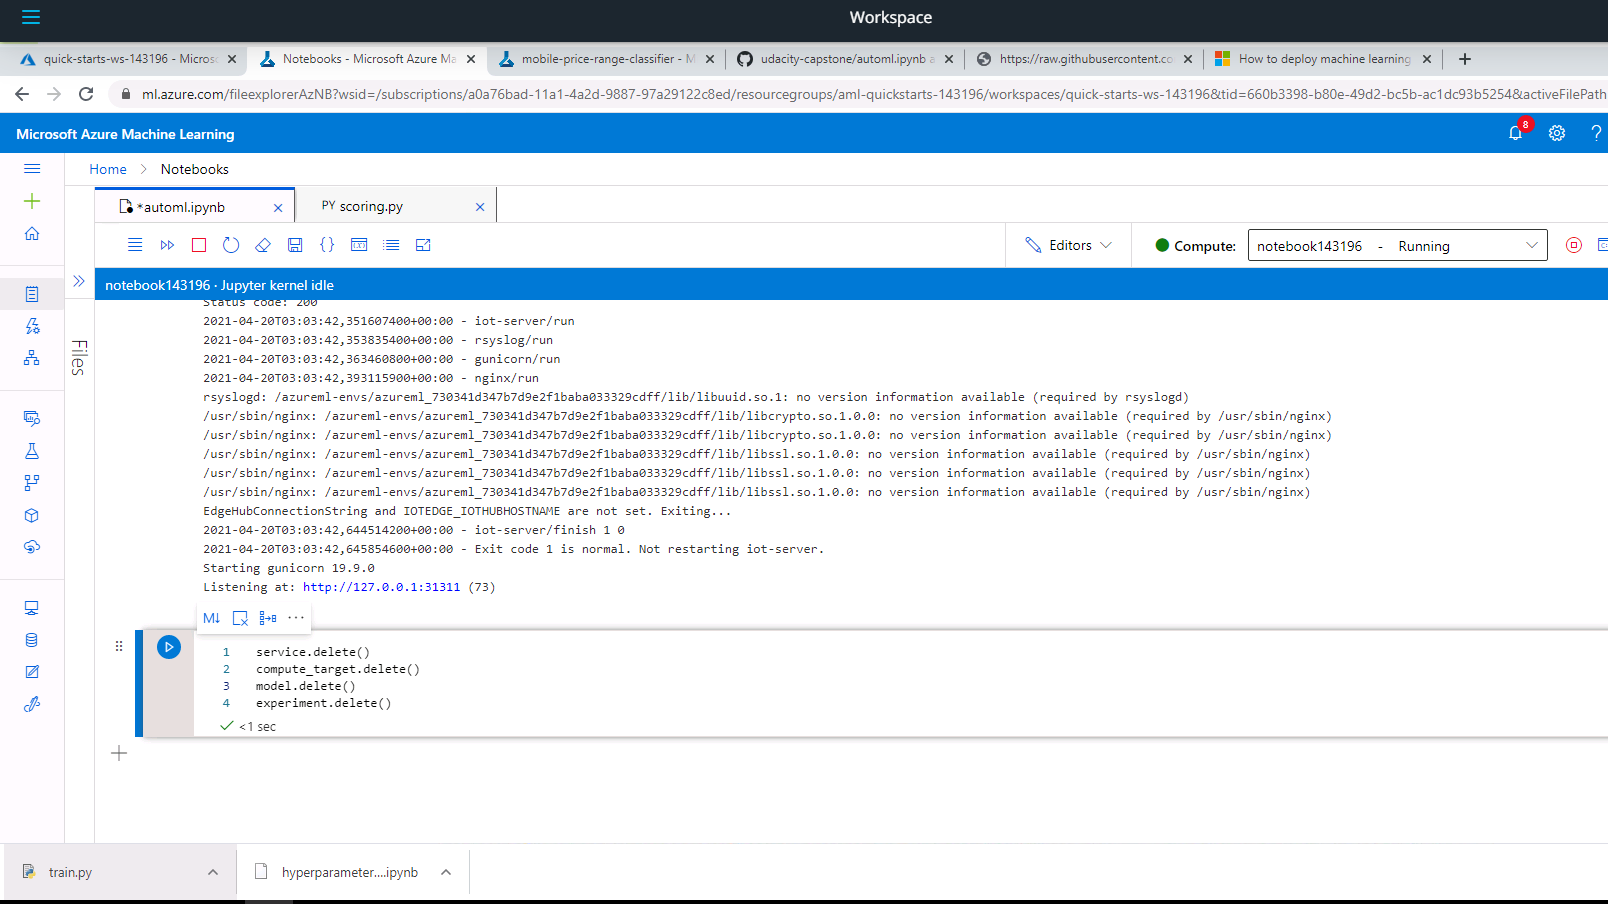 Workspace
quick-starts-ws-143196 - Micros
Notebooks - Microsoft Azure Ma
mobile-price-range-classifier - M
udacity-capstone/automl.ipynb a
https://raw.githubusercontent.co
How to deploy machine learning
ml.azure.com/fileexplorerAzNB?wsid=/subscriptions/a0a76bad-11a1-4a2d-9887-97a29122c8ed/resourcegroups/aml-quickstarts-143196/workspaces/quick-starts-ws-143196&tid=660b3398-b80e-49d2-bc5b-ac1dc93b5254&activeFilePath
Microsoft Azure Machine Learning
8
?
Home > Notebooks
*automl.ipynb
PY scoring.py
Editors
Compute:
notebook143196 - Running
notebook143196 · Jupyter kernel idle
Files
Status code: 200
2021-04-20T03:03:42,351607400+00:00 - iot-server/run
2021-04-20T03:03:42,353835400+00:00 - rsyslog/run
2021-04-20T03:03:42,363460800+00:00 - gunicorn/run
2021-04-20T03:03:42,393115900+00:00 - nginx/run
rsyslogd: /azureml-envs/azureml_730341d347b7d9e2f1baba033329cdff/lib/libuuid.so.1: no version information available (required by rsyslogd)
/usr/sbin/nginx: /azureml-envs/azureml_730341d347b7d9e2f1baba033329cdff/lib/libcrypto.so.1.0.0: no version information available (required by /usr/sbin/nginx)
/usr/sbin/nginx: /azureml-envs/azureml_730341d347b7d9e2f1baba033329cdff/lib/libcrypto.so.1.0.0: no version information available (required by /usr/sbin/nginx)
/usr/sbin/nginx: /azureml-envs/azureml_730341d347b7d9e2f1baba033329cdff/lib/libssl.so.1.0.0: no version information available (required by /usr/sbin/nginx)
/usr/sbin/nginx: /azureml-envs/azureml_730341d347b7d9e2f1baba033329cdff/lib/libssl.so.1.0.0: no version information available (required by /usr/sbin/nginx)
/usr/sbin/nginx: /azureml-envs/azureml_730341d347b7d9e2f1baba033329cdff/lib/libssl.so.1.0.0: no version information available (required by /usr/sbin/nginx)
EdgeHubConnectionString and IOTEDGE_IOTHUBHOSTNAME are not set. Exiting...
2021-04-20T03:03:42,644514200+00:00 - iot-server/finish 1 0
2021-04-20T03:03:42,645854600+00:00 - Exit code 1 is normal. Not restarting iot-server.
Starting gunicorn 19.9.0
Listening at: http://127.0.0.1:31311 (73)
M↓
1 service.delete()
2 compute_target.delete()
3 model.delete()
4 experiment.delete()
<1 sec
train.py
hyperparameter....ipynb